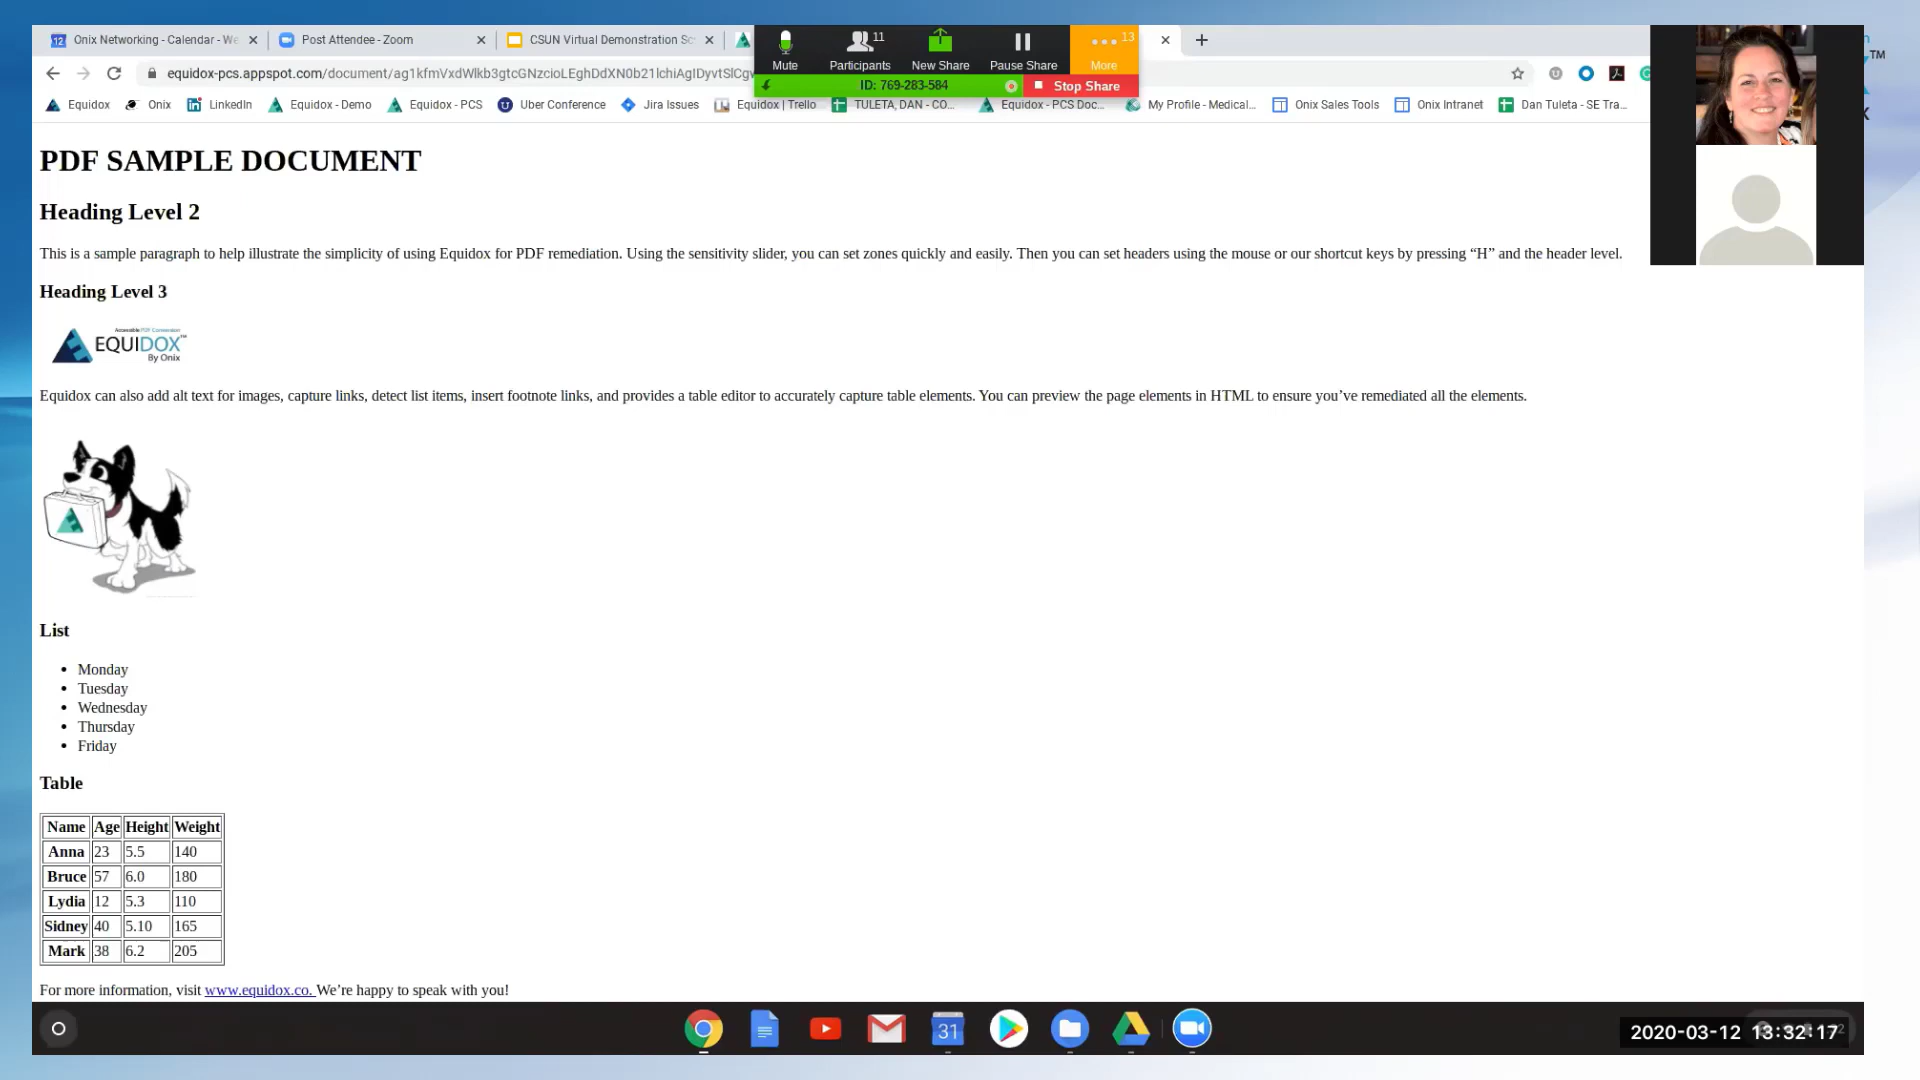 Onix Networking - Calendar - We
Post Attendee - Zoom
CSUN Virtual Demonstration Sc
Mute
Participants
11
New Share
Pause Share
More
13
ID: 769-283-584
Stop Share
equidox-pcs.appspot.com/document/ag1kfmVxdWlkb3gtcGNzcioLEghDdXN0b21lchiAgIDyvtSlCgw
Equidox
Onix
LinkedIn
Equidox - Demo
Equidox - PCS
Uber Conference
Jira Issues
Equidox | Trello
TULETA, DAN - CO...
Equidox - PCS Doc...
My Profile - Medical...
Onix Sales Tools
Onix Intranet
Dan Tuleta - SE Tra...
TM
PDF SAMPLE DOCUMENT
Heading Level 2
This is a sample paragraph to help illustrate the simplicity of using Equidox for PDF remediation. Using the sensitivity slider, you can set zones quickly and easily. Then you can set headers using the mouse or our shortcut keys by pressing “H” and the header level.
Heading Level 3
Accessible PDF Conversion
EQUIDOX™
By Onix
Equidox can also add alt text for images, capture links, detect list items, insert footnote links, and provides a table editor to accurately capture table elements. You can preview the page elements in HTML to ensure you’ve remediated all the elements.
List
• Monday
• Tuesday
• Wednesday
• Thursday
• Friday
Table
Name Age Height Weight
Anna 23 5.5 140
Bruce 57 6.0 180
Lydia 12 5.3 110
Sidney 40 5.10 165
Mark 38 6.2 205
For more information, visit www.equidox.co. We’re happy to speak with you!
31
2020-03-12 13:32:17